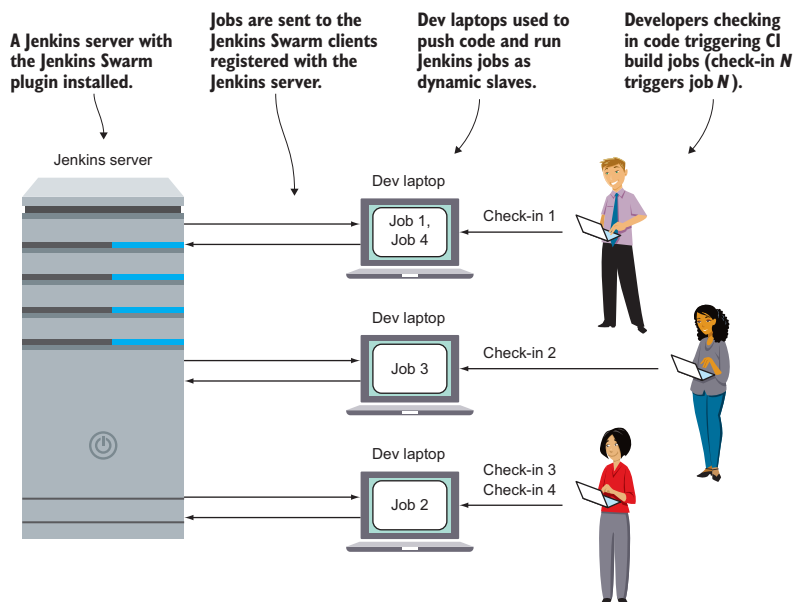 A Jenkins server with
the Jenkins Swarm
plugin installed.
Jobs are sent to the
Jenkins Swarm clients
registered with the
Jenkins server.
Dev laptops used to
push code and run
Jenkins jobs as
dynamic slaves.
Developers checking
in code triggering CI
build jobs (check-in N
triggers job N).
Jenkins server
Dev laptop
Job 1,
Job 4
Check-in 1
Dev laptop
Job 3
Check-in 2
Dev laptop
Job 2
Check-in 3
Check-in 4